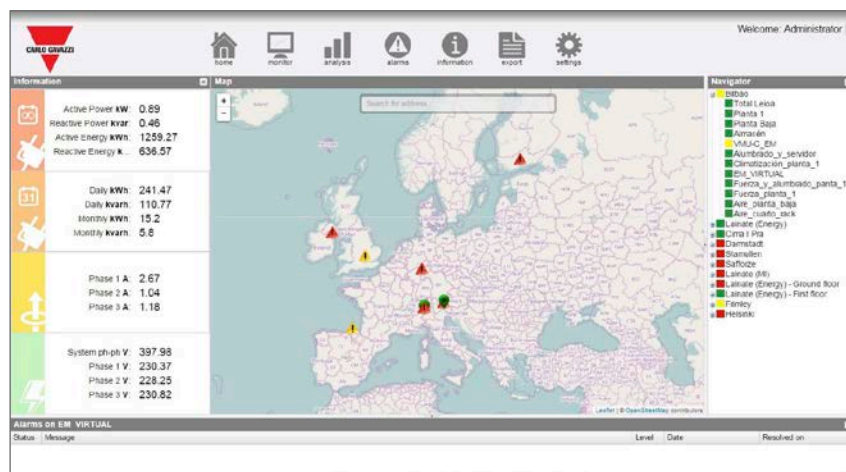 Welcome: Administrator
CARLO GAVAZZI
home
monitor
analysis
alarms
information
export
settings
Information
Map
Navigator
Active Power kW: 0.89
Reactive Power kvar: 0.46
Active Energy kWh: 1259.27
Reactive Energy k... 636.57
31
Daily kWh: 241.47
Daily kvarh: 110.77
Monthly kWh: 15.2
Monthly kvarh: 5.8
Phase 1 A: 2.67
Phase 2 A: 1.04
Phase 3 A: 1.18
System ph-ph V: 397.98
Phase 1 V: 230.37
Phase 2 V: 228.25
Phase 3 V: 230.82
+
Search for address
-
Leaflet | © OpenStreetMap contributors
Bilbao
Total Leioa
Planta 1
Planta Baja
Almacén
VMU-C_EM
Alumbrado_y_servidor
Climatización_planta_1
EM_VIRTUAL
Fuerza_y_alumbrado_panta_1
Fuerza_planta_1
Aire_planta_baja
Aire_cuarto_rack
Lainate (Energy)
Cima I Pra
Darmstadt
Stamullen
Safforze
Lainate (MI)
Lainate (Energy) - Ground floor
Lainate (Energy) - First floor
Frimley
Helsinki
Alarms on EM VIRTUAL
Status Message Level Date Resolved on